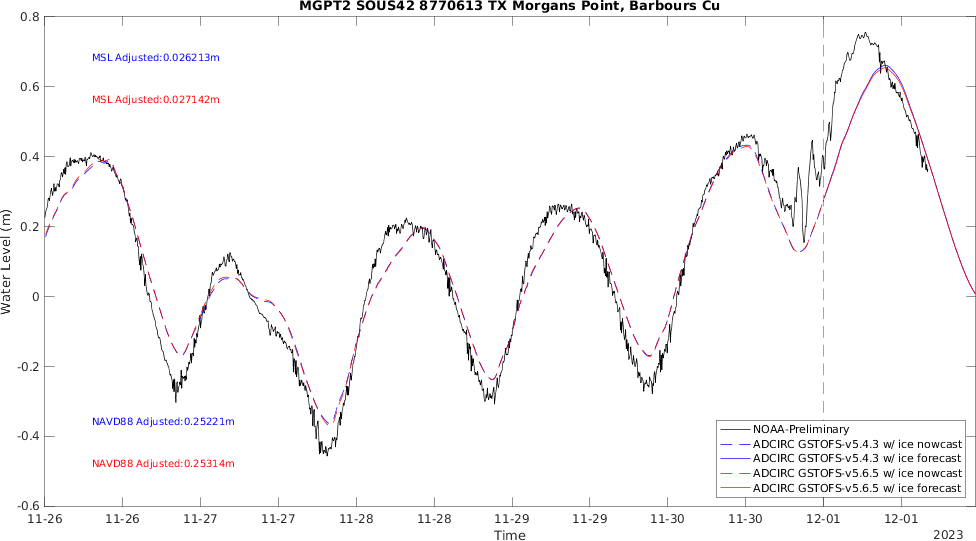 MGPT2 SOUS42 8770613 TX Morgans Point, Barbours Cu
0.8
0.6
0.4
0.2
0
-0.2
-0.4
-0.6
Water Level (m)
MSL Adjusted:0.026213m
MSL Adjusted:0.027142m
NAVD88 Adjusted:0.25221m
NAVD88 Adjusted:0.25314m
NOAA-Preliminary
ADCIRC GSTOFS-v5.4.3 w/ ice nowcast
ADCIRC GSTOFS-v5.4.3 w/ ice forecast
ADCIRC GSTOFS-v5.6.5 w/ ice nowcast
ADCIRC GSTOFS-v5.6.5 w/ ice forecast
11-26 11-26 11-27 11-27 11-28 11-28 11-29 11-29 11-30 11-30 12-01 12-01
Time
2023